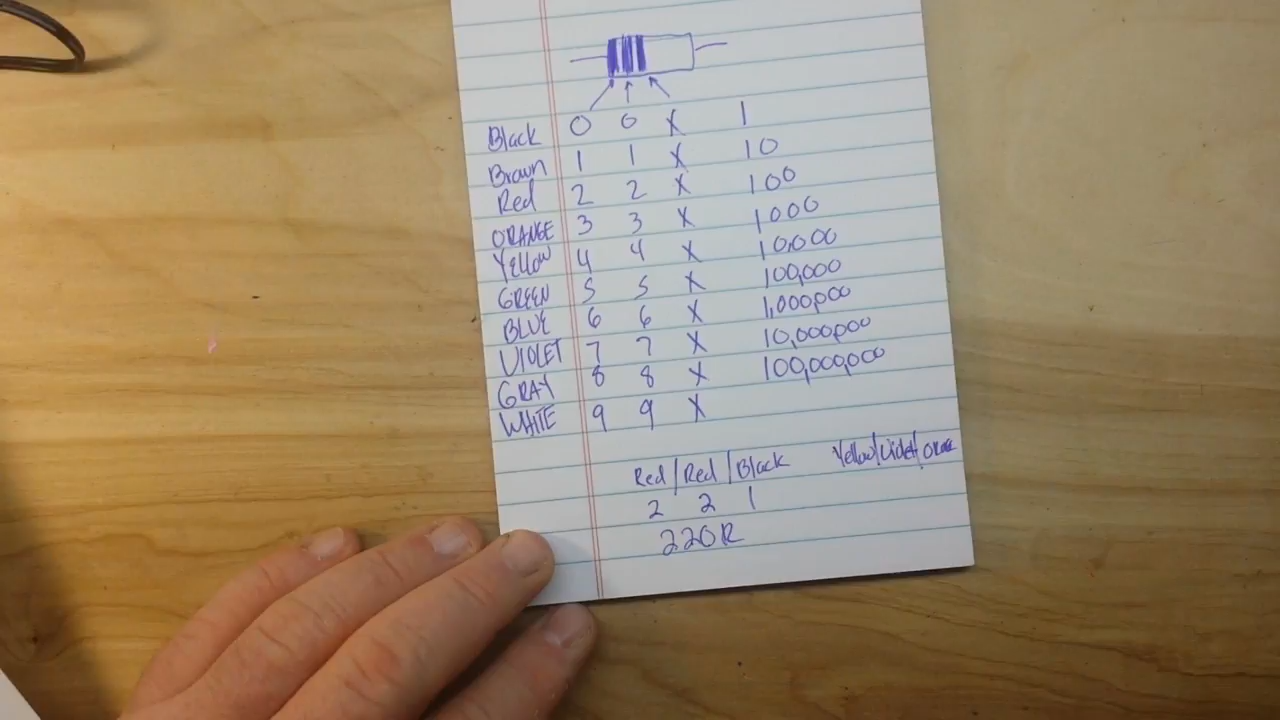 Black 0 0 X 1
Brown 1 1 X 10
Red 2 2 X 100
ORANGE 3 3 X 1000
YELLOW 4 4 X 10,000
GREEN 5 5 X 100,000
BLUE 6 6 X 1,000,000
VIOLET 7 7 X 10,000,000
GRAY 8 8 X 100,000,000
WHITE 9 9 X
Red/Red/Black Yellow/Violet/
2 2 1
220R